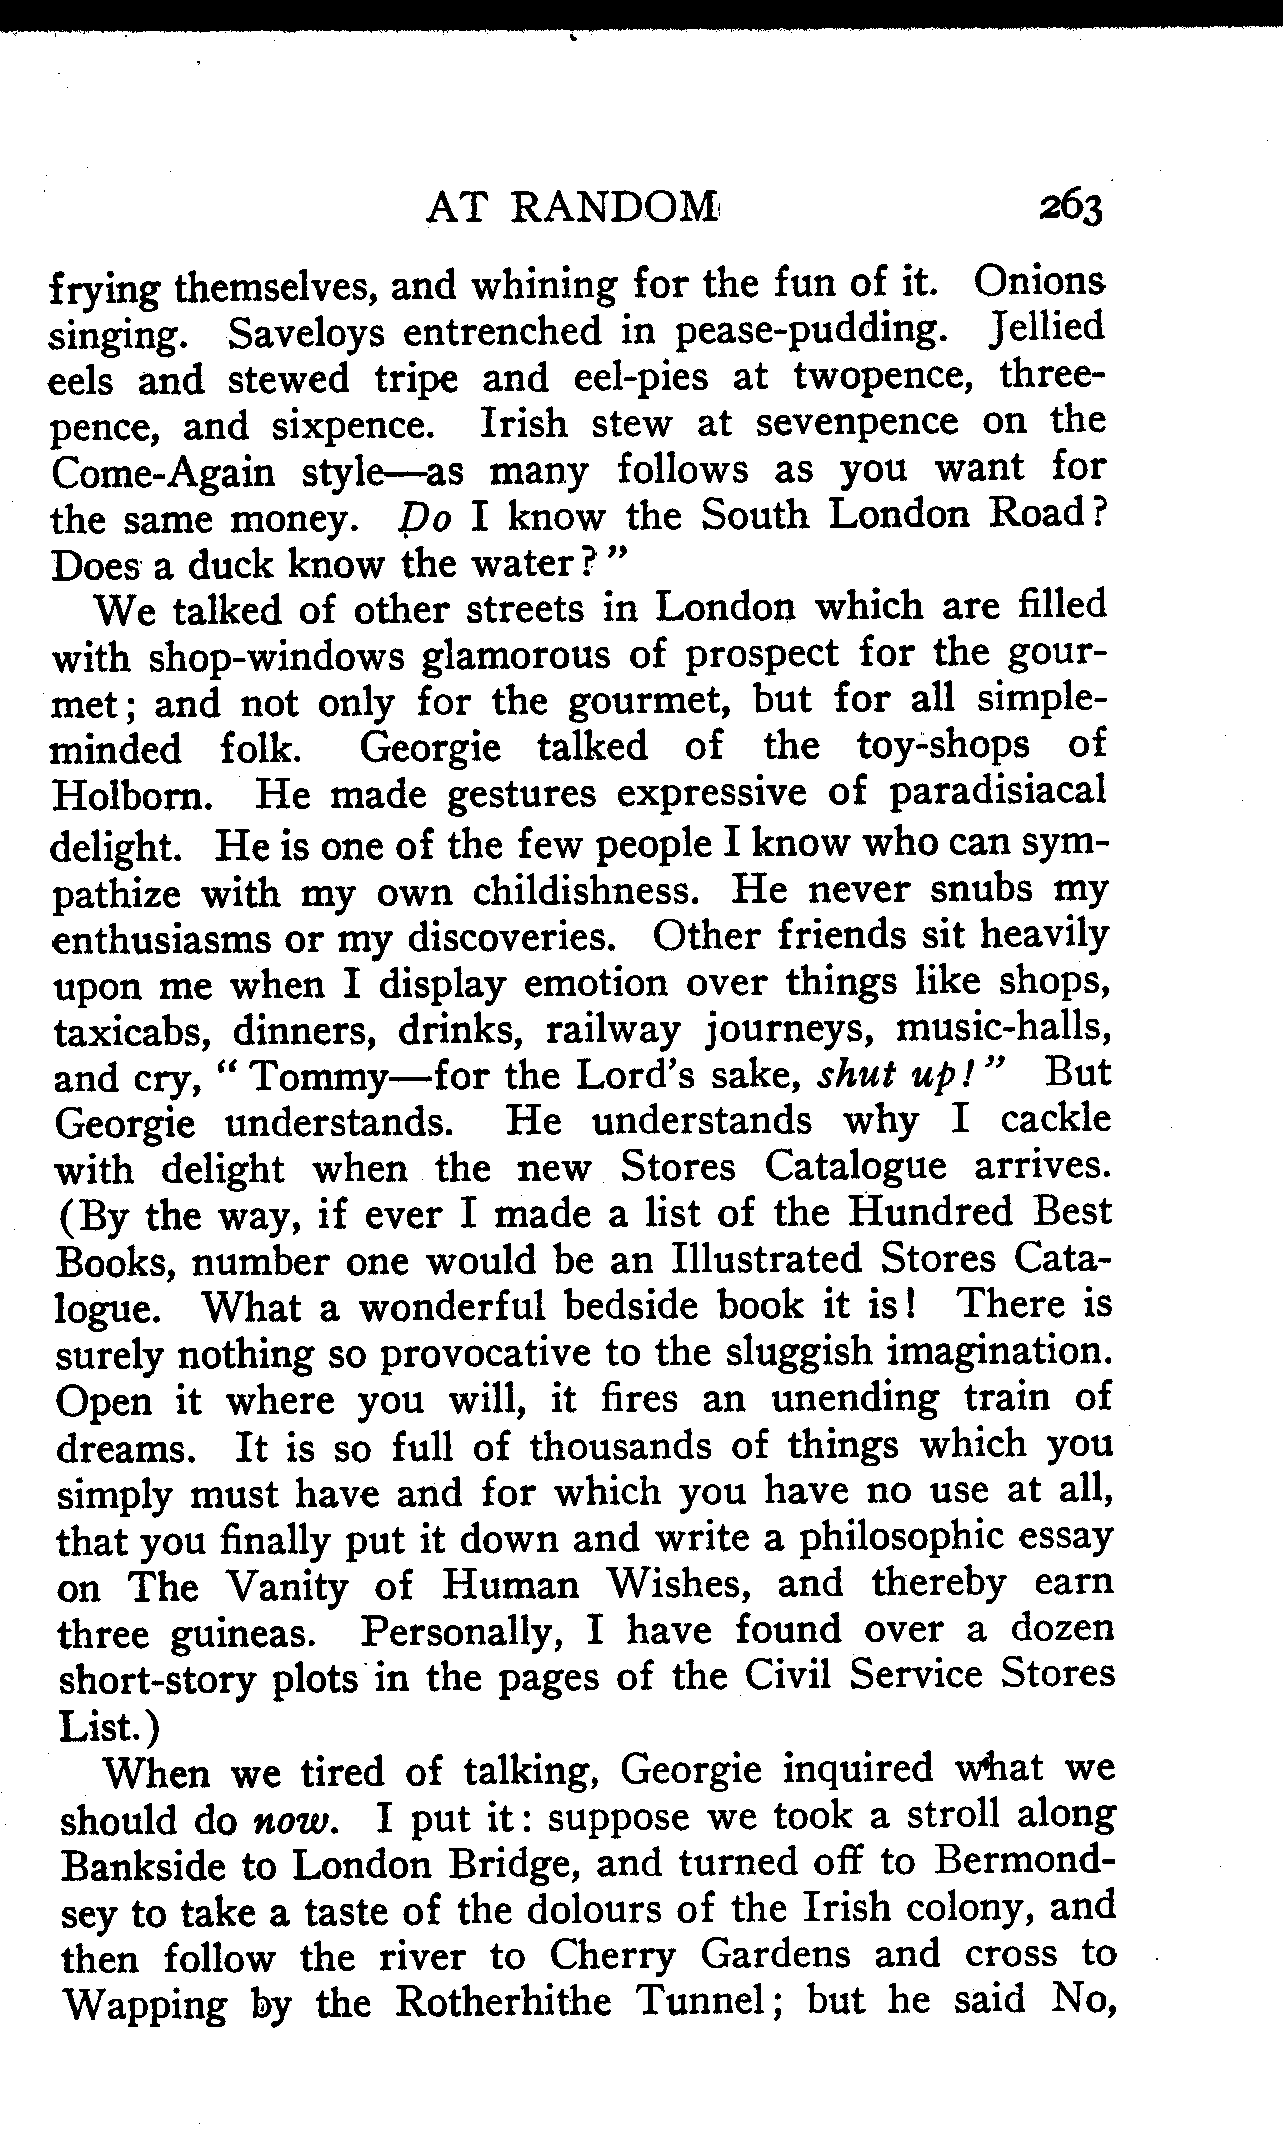 AT RANDOM 263
frying themselves, and whining for the fun of it. Onions
singing. Saveloys entrenched in pease-pudding. Jellied
eels and stewed tripe and eel-pies at twopence, three-
pence, and sixpence. Irish stew at sevenpence on the
Come-Again style—as many follows as you want for
the same money. Do I know the South London Road?
Does a duck know the water?"
We talked of other streets in London which are filled
with shop-windows glamorous of prospect for the gour-
met; and not only for the gourmet, but for all simple-
minded folk. Georgie talked of the toy-shops of
Holborn. He made gestures expressive of paradisiacal
delight. He is one of the few people I know who can sym-
pathize with my own childishness. He never snubs my
enthusiasms or my discoveries. Other friends sit heavily
upon me when I display emotion over things like shops,
taxicabs, dinners, drinks, railway journeys, music-halls,
and cry, "Tommy—for the Lord's sake, shut up!" But
Georgie understands. He understands why I cackle
with delight when the new Stores Catalogue arrives.
(By the way, if ever I made a list of the Hundred Best
Books, number one would be an Illustrated Stores Cata-
logue. What a wonderful bedside book it is! There is
surely nothing so provocative to the sluggish imagination.
Open it where you will, it fires an unending train of
dreams. It is so full of thousands of things which you
simply must have and for which you have no use at all,
that you finally put it down and write a philosophic essay
on The Vanity of Human Wishes, and thereby earn
three guineas. Personally, I have found over a dozen
short-story plots in the pages of the Civil Service Stores
List.)
When we tired of talking, Georgie inquired what we
should do now. I put it: suppose we took a stroll along
Bankside to London Bridge, and turned off to Bermond-
sey to take a taste of the dolours of the Irish colony, and
then follow the river to Cherry Gardens and cross to
Wapping by the Rotherhithe Tunnel; but he said No,